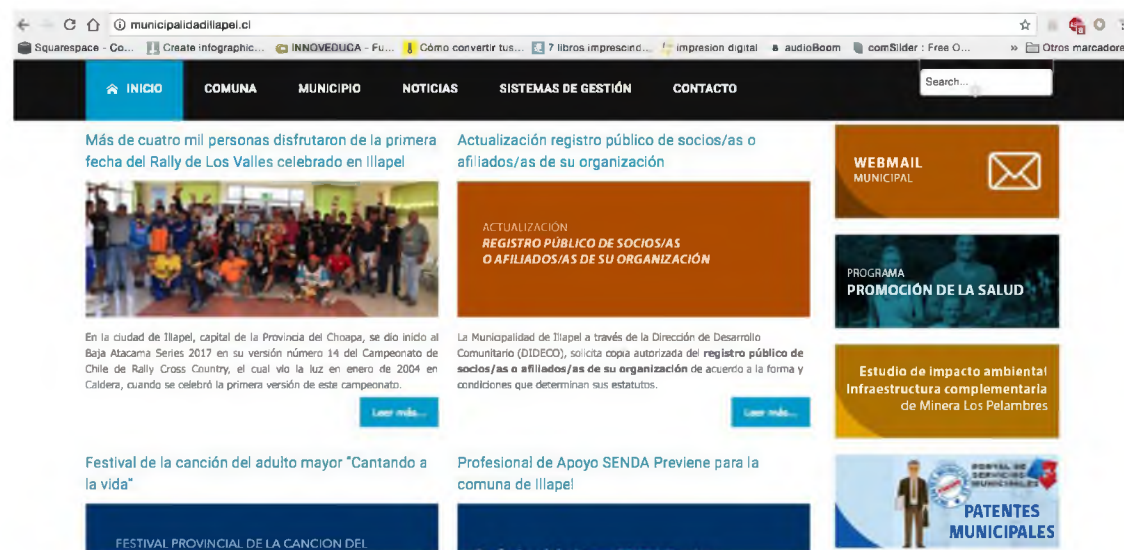 municipalidadillapel.cl
Squarespace - Co... Create infographic... INNOVEDUCA - Fu... Cómo convertir tus... 7 libros imprescind... impresion digital audioBoom comSlider : Free O... » Otros marcadore
INICIO COMUNA MUNICIPIO NOTICIAS SISTEMAS DE GESTIÓN CONTACTO
Search...
Más de cuatro mil personas disfrutaron de la primera
fecha del Rally de Los Valles celebrado en Illapel
En la ciudad de Illapel, capital de la Provincia del Choapa, se dio inicio al
Baja Atacama Series 2017 en su versión número 14 del Campeonato de
Chile de Rally Cross Country, el cual vio la luz en enero de 2004 en
Caldera, cuando se celebró la primera versión de este campeonato.
Leer más...
Actualización registro público de socios/as o
afiliados/as de su organización
ACTUALIZACIÓN
REGISTRO PÚBLICO DE SOCIOS/AS
O AFILIADOS/AS DE SU ORGANIZACIÓN
La Municipalidad de Illapel a través de la Dirección de Desarrollo
Comunitario (DIDECO), solicita copia autorizada del registro público de
socios/as o afiliados/as de su organización de acuerdo a la forma y
condiciones que determinan sus estatutos.
Leer más...
Festival de la canción del adulto mayor "Cantando a
la vida"
FESTIVAL PROVINCIAL DE LA CANCION DEL
Profesional de Apoyo SENDA Previene para la
comuna de Illapel
WEBMAIL
MUNICIPAL
PROGRAMA
PROMOCIÓN DE LA SALUD
Estudio de impacto ambiental
Infraestructura complementaria
de Minera Los Pelambres
PORTAL DE
SERVICIOS
MUNICIPALES
PATENTES
MUNICIPALES